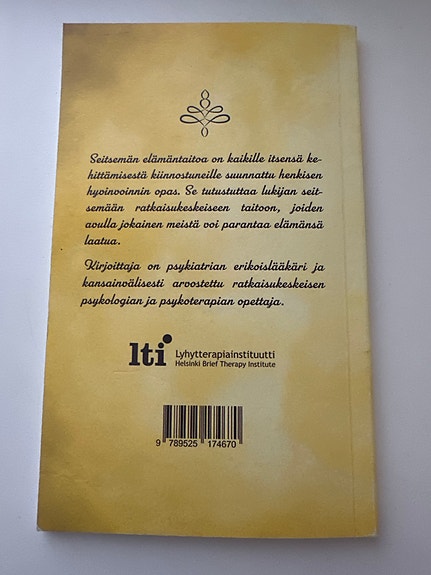 Seitsemän elämäntaitoa on kaikille itsensä ke-
hittämisestä kiinnostuneille suunnattu henkisen
hyvinvoinnin opas. Se tutustuttaa lukijan seit-
semään ratkaisukeskeiseen taitoon, joiden
avulla jokainen meistä voi parantaa elämänsä
laatua.
Kirjoittaja on psykiatrian erikoislääkäri ja
kansainvälisesti arvostettu ratkaisukeskeisen
psykologian ja psykoterapian opettaja.
lti Lyhytterapiainstituutti
Helsinki Brief Therapy Institute
9 789525 174670